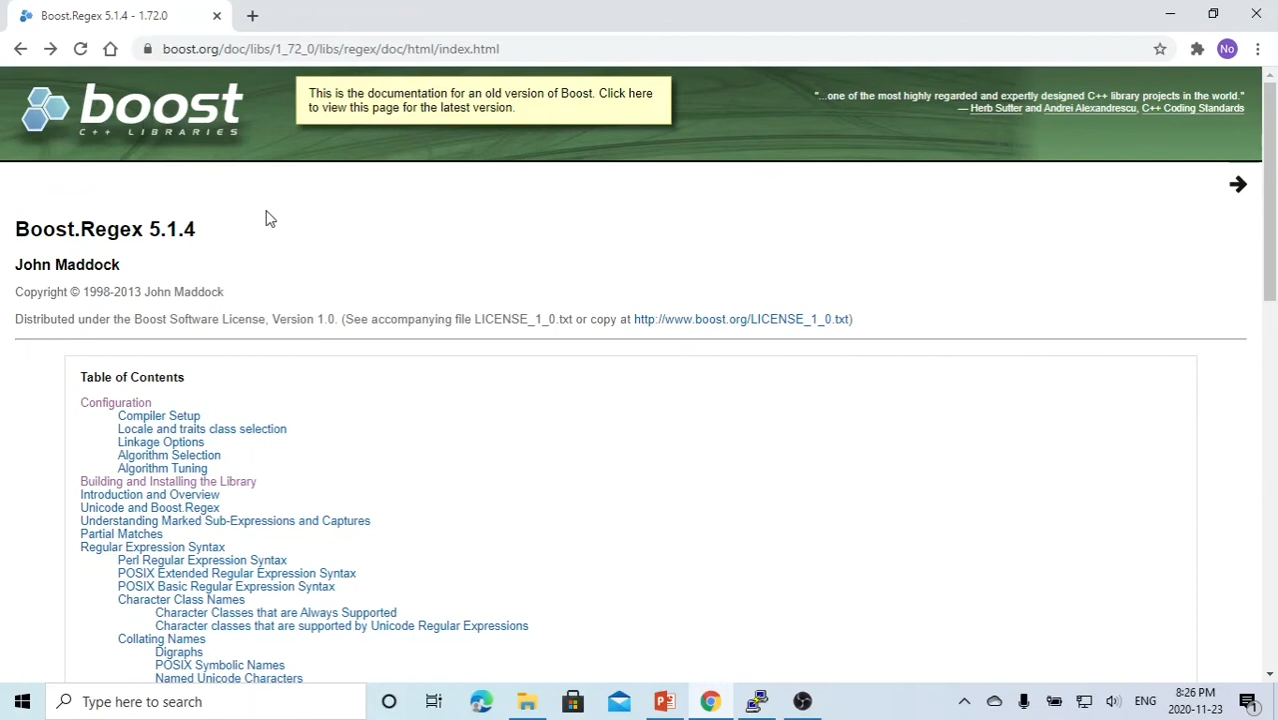 Boost.Regex 5.1.4 - 1.72.0
boost.org/doc/libs/1_72_0/libs/regex/doc/html/index.html
No
boost
C++ LIBRARIES
This is the documentation for an old version of Boost. Click here
to view this page for the latest version.
"...one of the most highly regarded and expertly designed C++ library projects in the world."
— Herb Sutter and Andrei Alexandrescu, C++ Coding Standards
Boost.Regex 5.1.4
John Maddock
Copyright © 1998-2013 John Maddock
Distributed under the Boost Software License, Version 1.0. (See accompanying file LICENSE_1_0.txt or copy at http://www.boost.org/LICENSE_1_0.txt)
Table of Contents
Configuration
Compiler Setup
Locale and traits class selection
Linkage Options
Algorithm Selection
Algorithm Tuning
Building and Installing the Library
Introduction and Overview
Unicode and Boost.Regex
Understanding Marked Sub-Expressions and Captures
Partial Matches
Regular Expression Syntax
Perl Regular Expression Syntax
POSIX Extended Regular Expression Syntax
POSIX Basic Regular Expression Syntax
Character Class Names
Character Classes that are Always Supported
Character classes that are supported by Unicode Regular Expressions
Collating Names
Digraphs
POSIX Symbolic Names
Named Unicode Characters
Type here to search
ENG
8:26 PM
2020-11-23
1